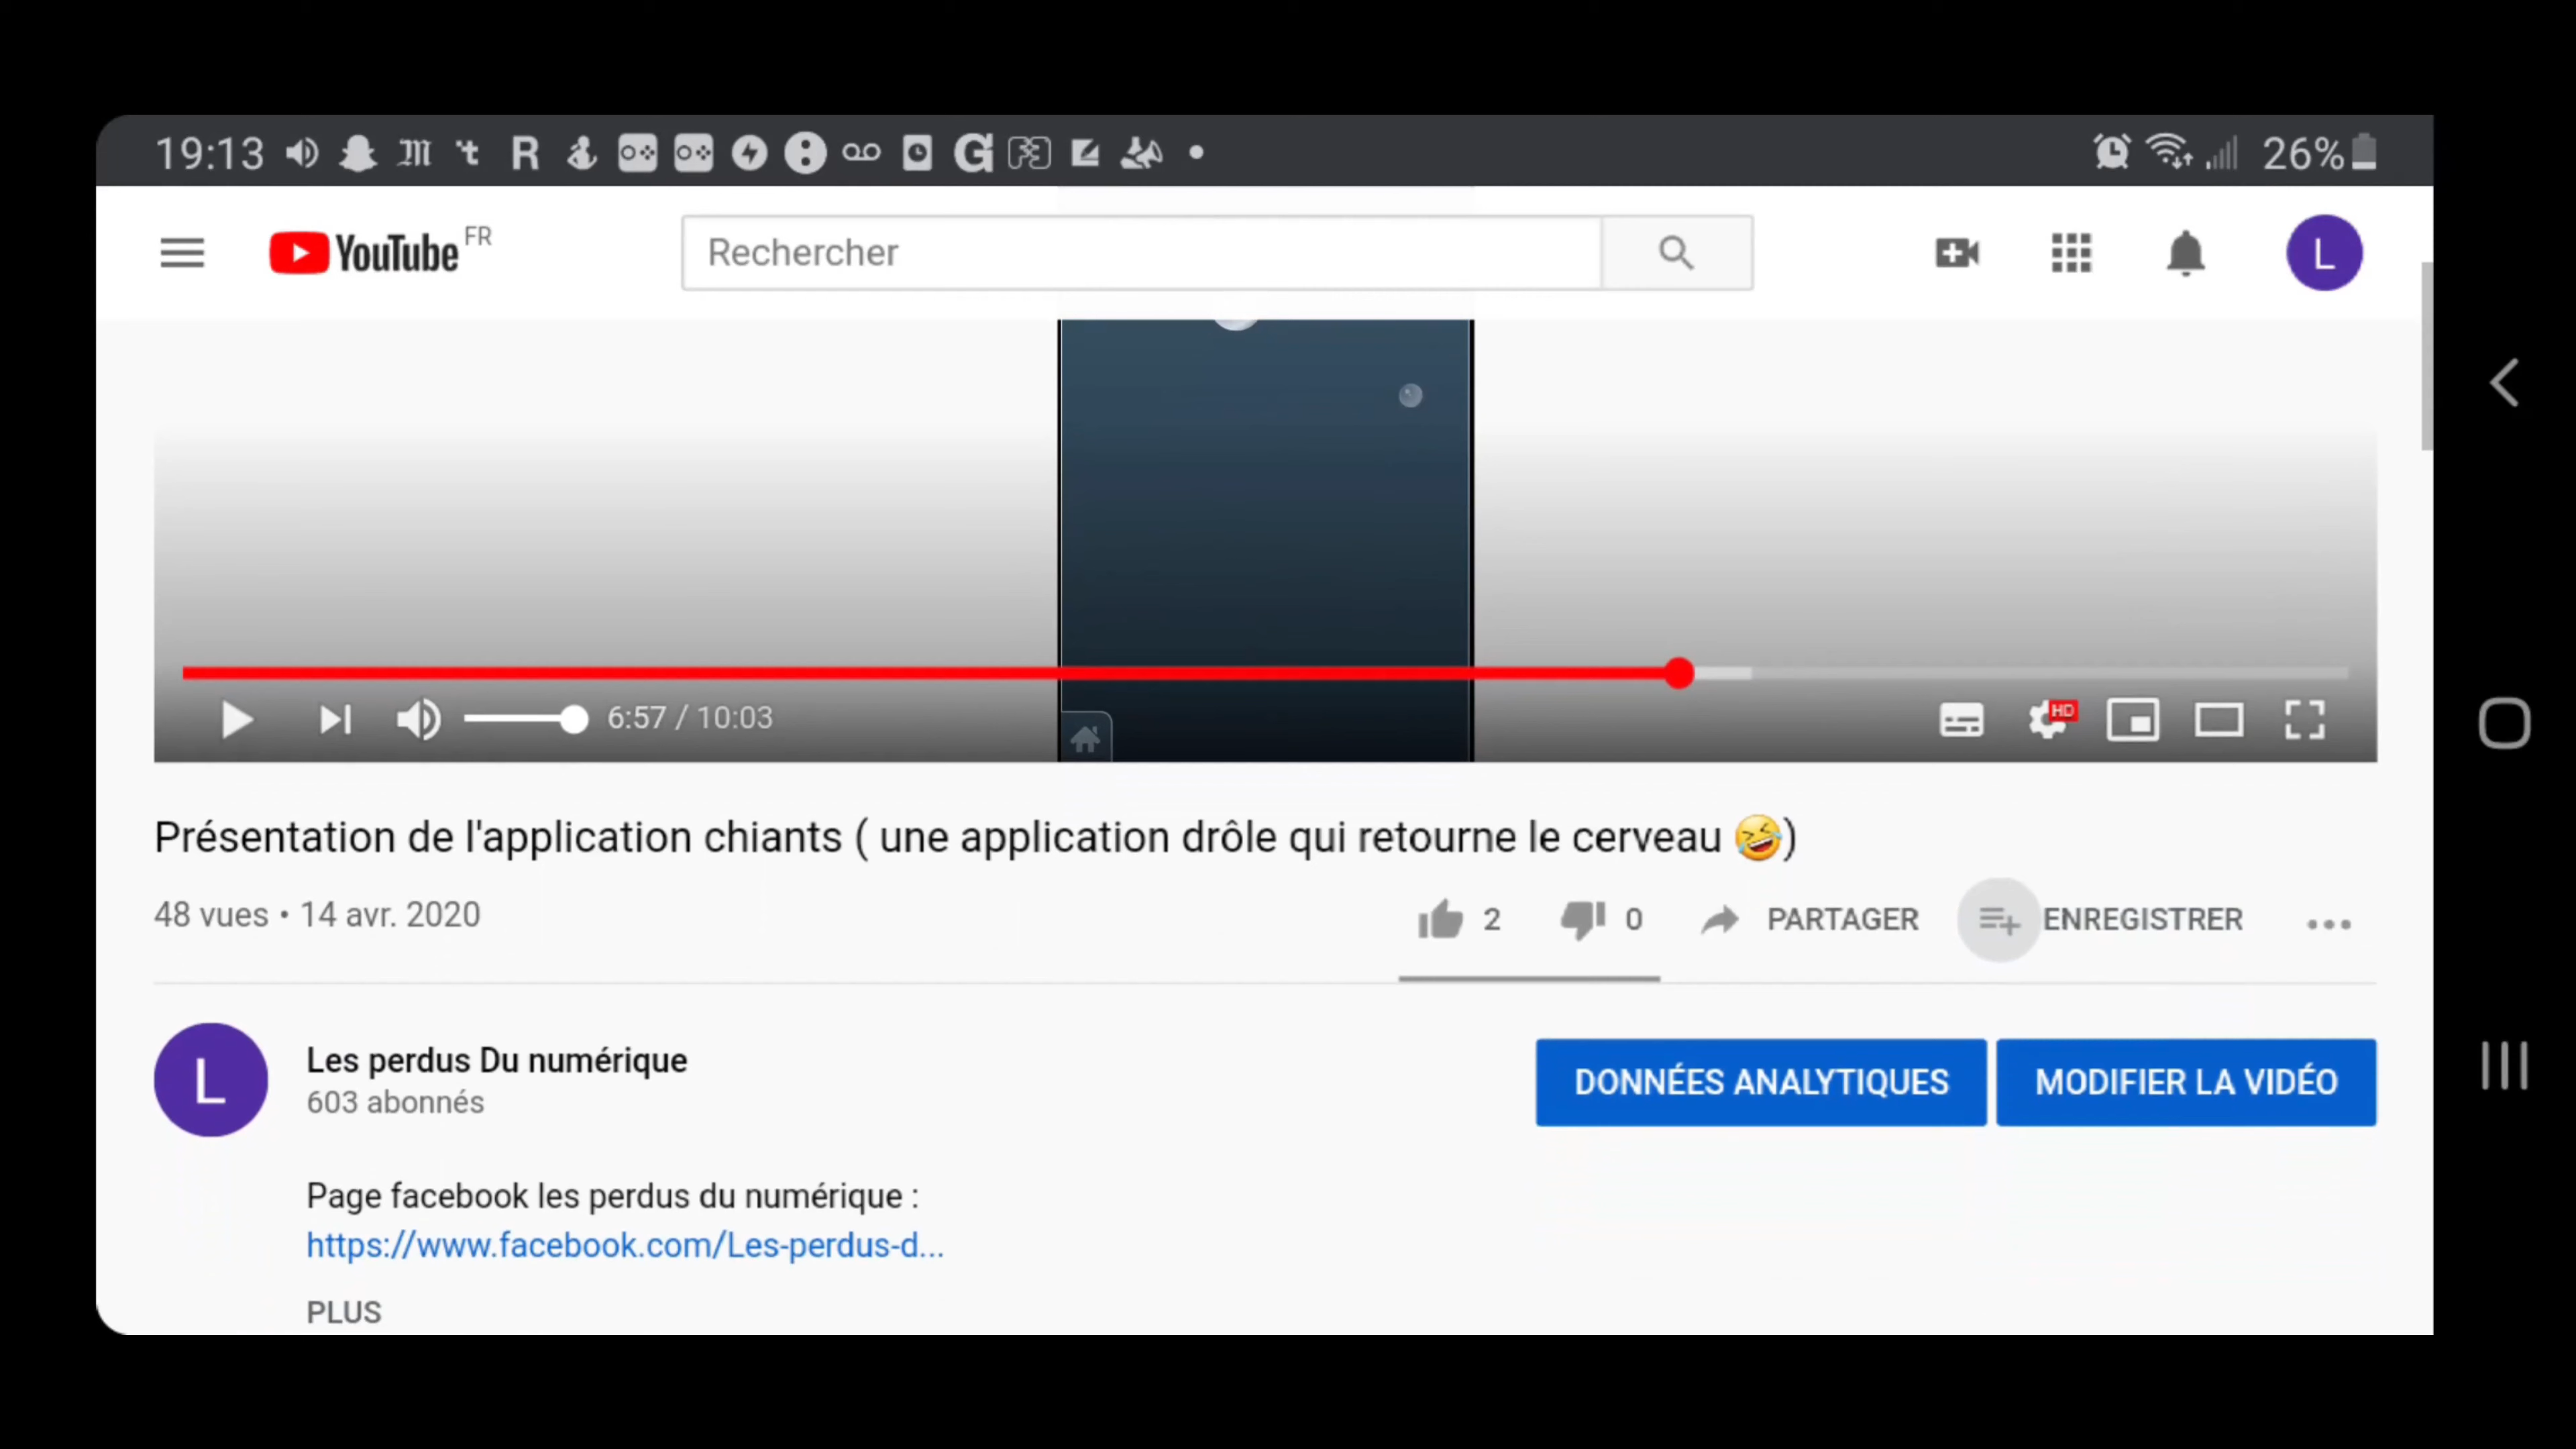 19:13 26%
YouTube FR Rechercher L
HD
6:57 / 10:03
Présentation de l'application chiants ( une application drôle qui retourne le cerveau 🤣)
48 vues • 14 avr. 2020 2 0 PARTAGER ENREGISTRER
L Les perdus Du numérique
603 abonnés
DONNÉES ANALYTIQUES MODIFIER LA VIDÉO
Page facebook les perdus du numérique :
https://www.facebook.com/Les-perdus-d...
PLUS